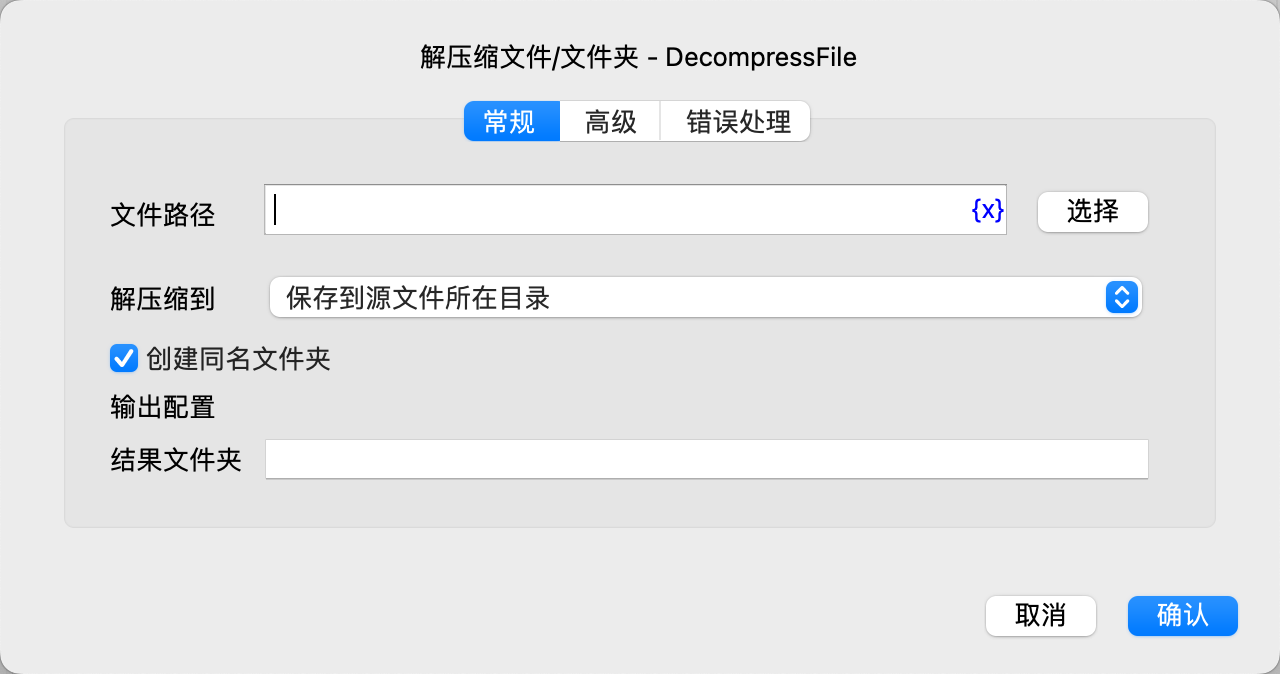 解压缩文件/文件夹 - DecompressFile
常规 高级 错误处理
文件路径 {x} 选择
解压缩到 保存到源文件所在目录
创建同名文件夹
输出配置
结果文件夹
取消 确认